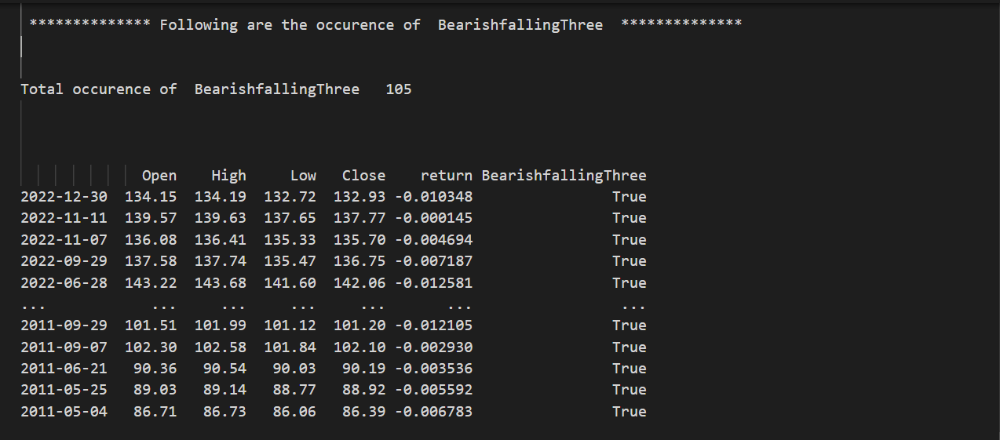 ************** Following are the occurence of  BearishfallingThree  **************
Total occurence of  BearishfallingThree   105
Open    High     Low   Close    return BearishfallingThree
2022-12-30  134.15  134.19  132.72  132.93 -0.010348                True
2022-11-11  139.57  139.63  137.65  137.77 -0.000145                True
2022-11-07  136.08  136.41  135.33  135.70 -0.004694                True
2022-09-29  137.58  137.74  135.47  136.75 -0.007187                True
2022-06-28  143.22  143.68  141.60  142.06 -0.012581                True
...            ...     ...     ...     ...       ...                 ...
2011-09-29  101.51  101.99  101.12  101.20 -0.012105                True
2011-09-07  102.30  102.58  101.84  102.10 -0.002930                True
2011-06-21   90.36   90.54   90.03   90.19 -0.003536                True
2011-05-25   89.03   89.14   88.77   88.92 -0.005592                True
2011-05-04   86.71   86.73   86.06   86.39 -0.006783                True